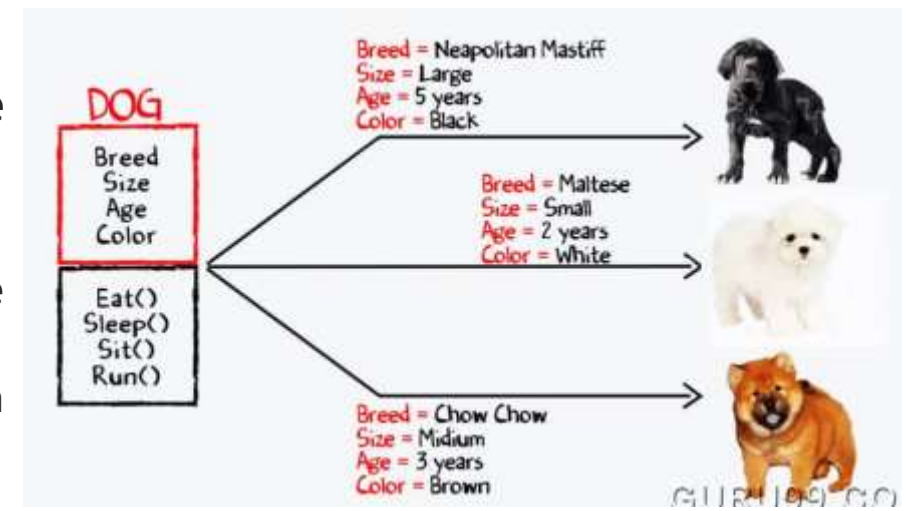 DOG
Breed
Size
Age
Color
Eat()
Sleep()
Sit()
Run()
Breed = Neapolitan Mastiff
Size = Large
Age = 5 years
Color = Black
Breed = Maltese
Size = Small
Age = 2 years
Color = White
Breed = Chow Chow
Size = Midium
Age = 3 years
Color = Brown
GURU99.CO